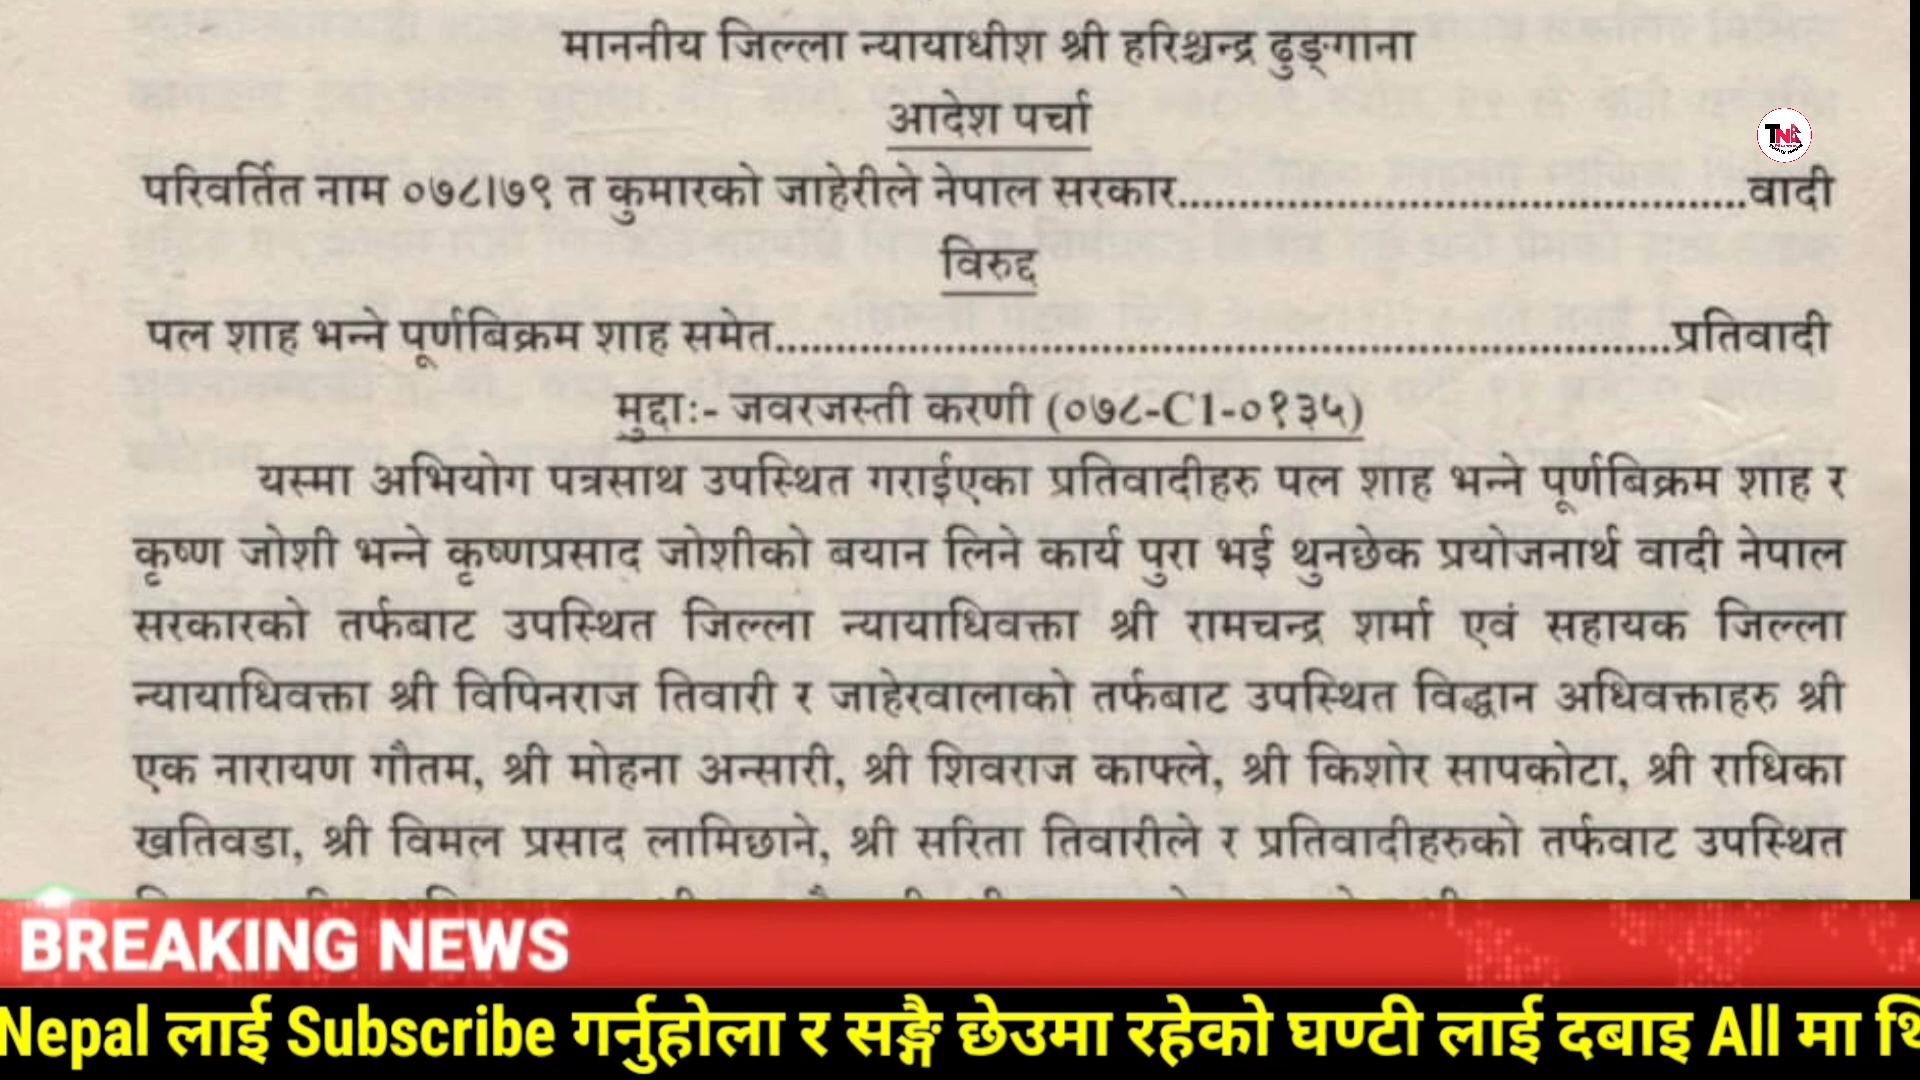 माननीय जिल्ला न्यायाधीश श्री हरिश्चन्द्र ढुङ्गाना
आदेश पर्चा
परिवर्तित नाम ०७८।७९ त कुमारको जाहेरीले नेपाल सरकार................................................वादी
विरुद्द
पल शाह भन्ने पूर्णबिक्रम शाह समेत............................................................................प्रतिवादी
मुद्दाः- जवरजस्ती करणी (०७८-C1-०१३५)
यस्मा अभियोग पत्रसाथ उपस्थित गराईएका प्रतिवादीहरु पल शाह भन्ने पूर्णबिक्रम शाह र
कृष्ण जोशी भन्ने कृष्णप्रसाद जोशीको बयान लिने कार्य पुरा भई थुनछेक प्रयोजनार्थ वादी नेपाल
सरकारको तर्फबाट उपस्थित जिल्ला न्यायाधिवक्ता श्री रामचन्द्र शर्मा एवं सहायक जिल्ला
न्यायाधिवक्ता श्री विपिनराज तिवारी र जाहेरवालाको तर्फबाट उपस्थित विद्धान अधिवक्ताहरु श्री
एक नारायण गौतम, श्री मोहना अन्सारी, श्री शिवराज काफ्ले, श्री किशोर सापकोटा, श्री राधिका
खतिवडा, श्री विमल प्रसाद लामिछाने, श्री सरिता तिवारीले र प्रतिवादीहरुको तर्फवाट उपस्थित
TNA
BREAKING NEWS
Nepal लाई Subscribe गर्नुहोला र सङ्गै छेउमा रहेको घण्टी लाई दबाइ All मा थि